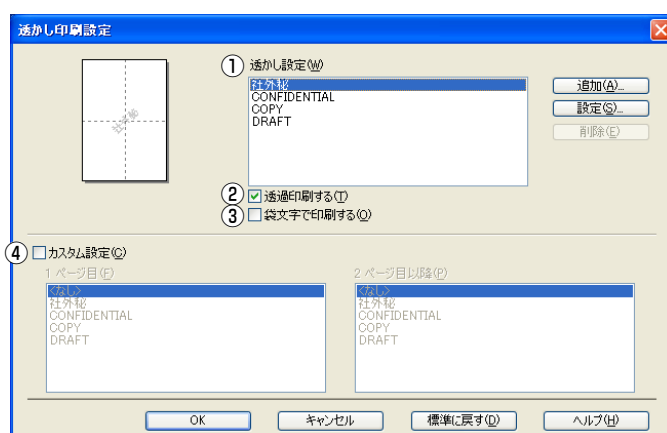 透かし印刷設定
① 透かし設定(W)
社外秘
CONFIDENTIAL
COPY
DRAFT
追加(A)...
設定(S)...
削除(E)
社外秘
② 透過印刷する(T)
③ 袋文字で印刷する(O)
④ カスタム設定(C)
1 ページ目(F)
<なし>
社外秘
CONFIDENTIAL
COPY
DRAFT
2 ページ目以降(P)
<なし>
社外秘
CONFIDENTIAL
COPY
DRAFT
OK
キャンセル
標準に戻す(D)
ヘルプ(H)